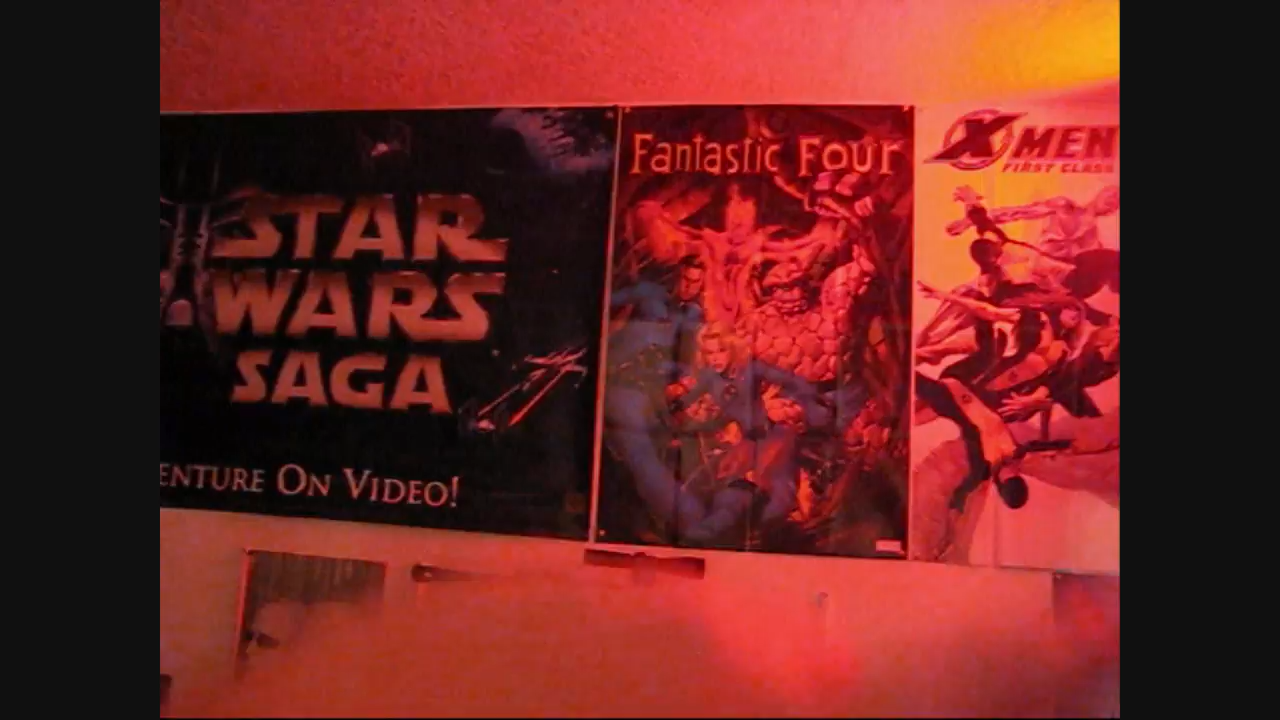 STAR
WARS
SAGA
ENTURE ON VIDEO!
FANTASTIC FOUR
X MEN
FIRST CLASS